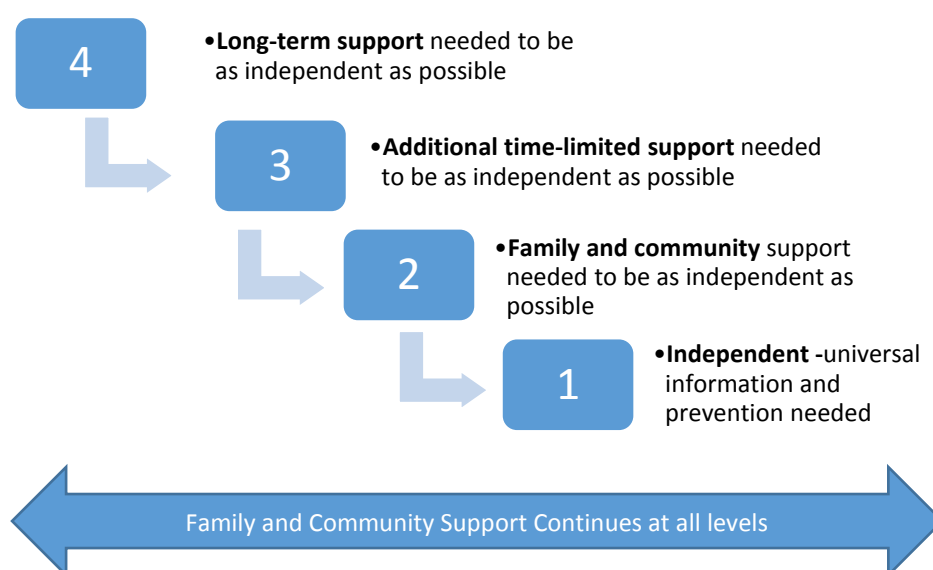 4
•Long-term support needed to be
as independent as possible
3
•Additional time-limited support needed
to be as independent as possible
2
•Family and community support
needed to be as independent as
possible
1
•Independent -universal
information and
prevention needed
Family and Community Support Continues at all levels